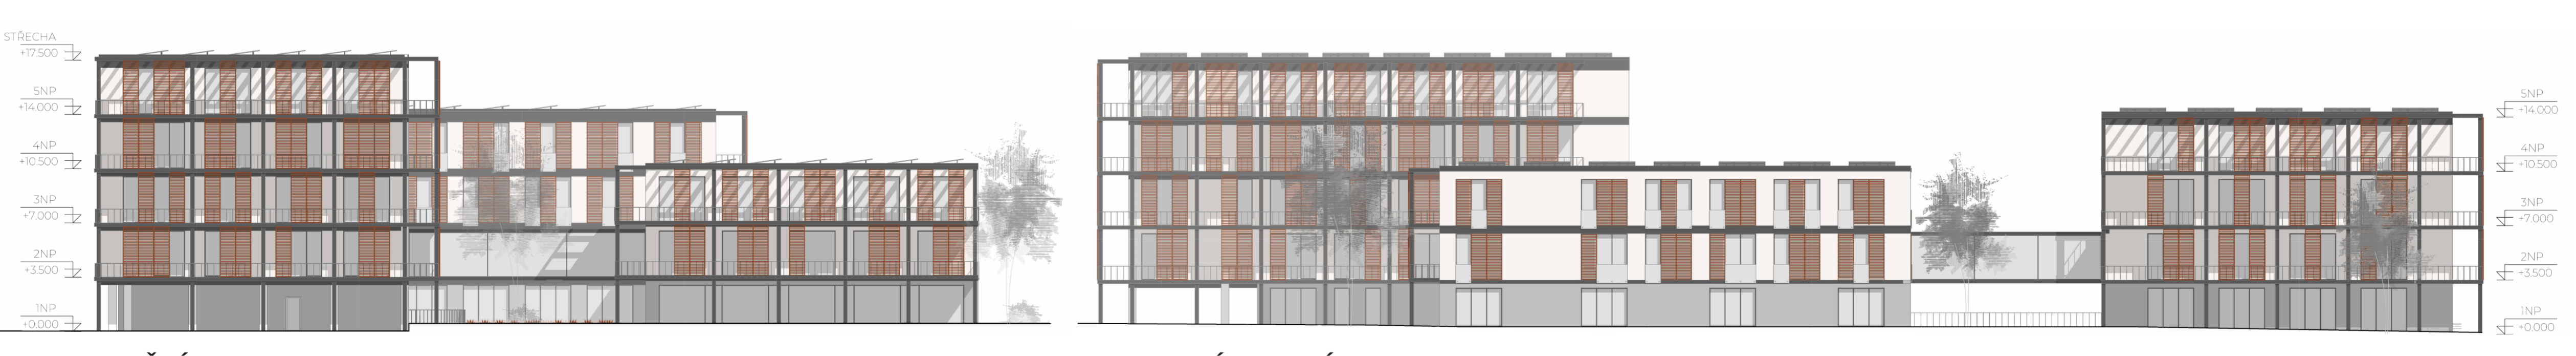 STŘECHA
+17.500
5NP
+14.000
4NP
+10.500
3NP
+7.000
2NP
+3.500
1NP
+0.000
5NP
+14.000
4NP
+10.500
3NP
+7.000
2NP
+3.500
1NP
+0.000